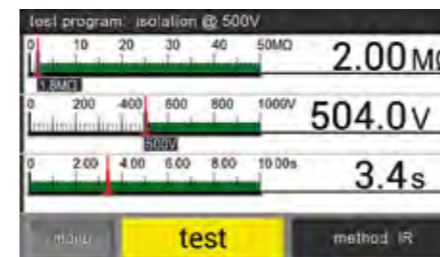 test program: isolation @ 500V
0 10 20 30 40 50MΩ 2.00MΩ
1.8MΩ
0 200 400 600 800 1000V 504.0V
500V
0 2.00 4.00 6.00 8.00 10.00s 3.4s
menu test method: IR